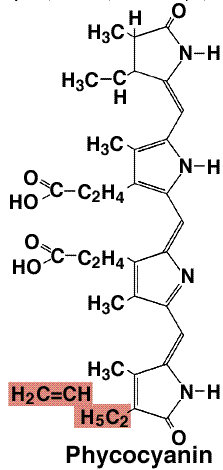 H O
H₃C N–H
H₃C–C
H
H₃C
N–H
O
C–C₂H₄
HO
O
C–C₂H₄
HO
N
H₃C
H₃C
H₂C=CH
N–H
H₅C₂
O
Phycocyanin